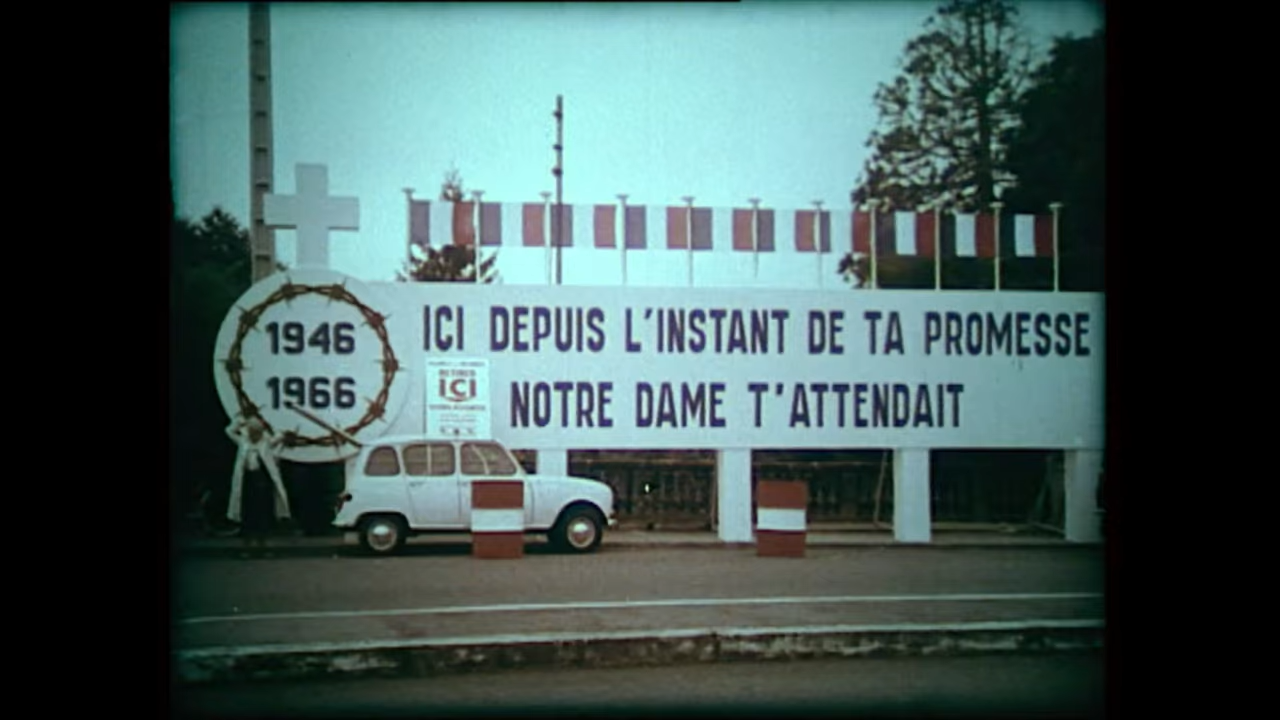 1946
1966
ICI DEPUIS L'INSTANT DE TA PROMESSE
NOTRE DAME T'ATTENDAIT
ICI